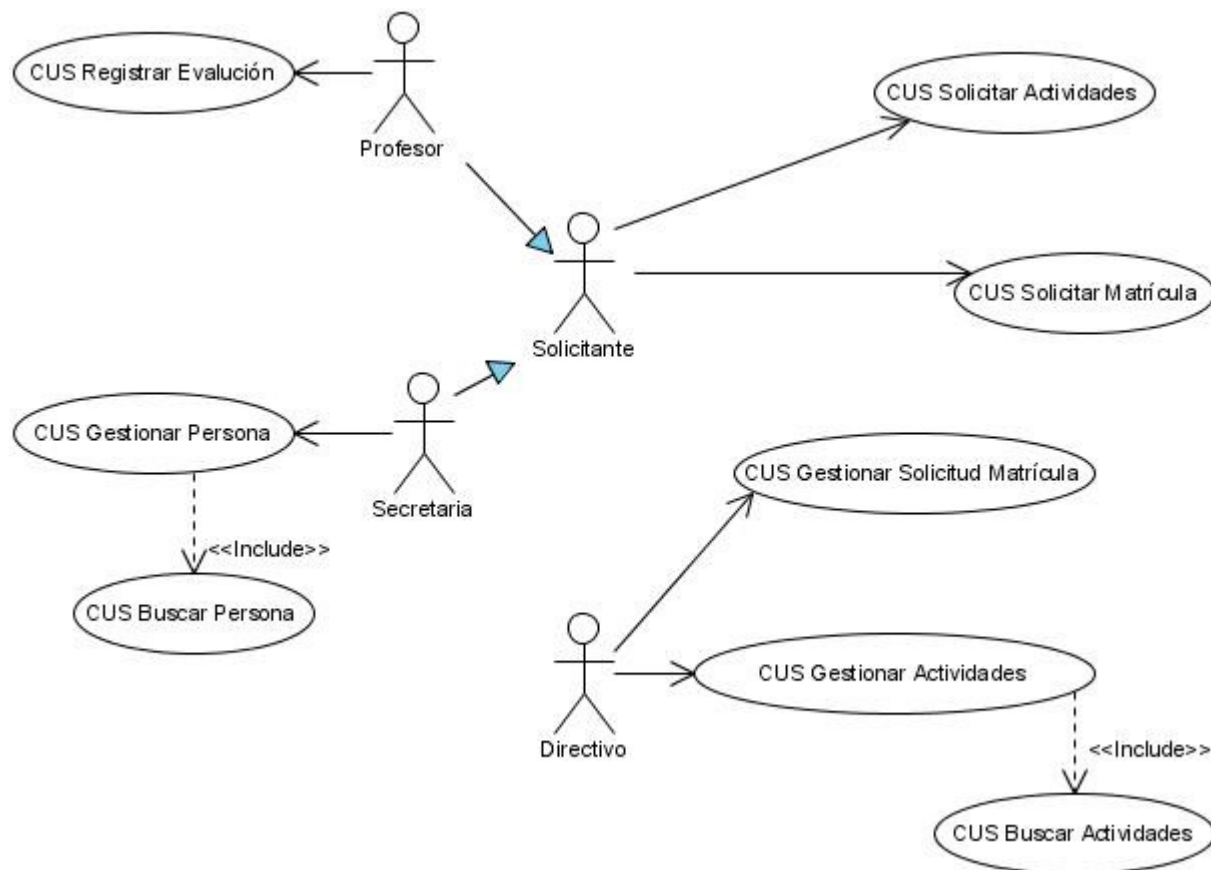 CUS Registrar Evalución
CUS Solicitar Actividades
Profesor
CUS Solicitar Matrícula
Solicitante
CUS Gestionar Persona
CUS Gestionar Solicitud Matrícula
Secretaria
<<Include>>
CUS Buscar Persona
CUS Gestionar Actividades
Directivo
<<Include>>
CUS Buscar Actividades